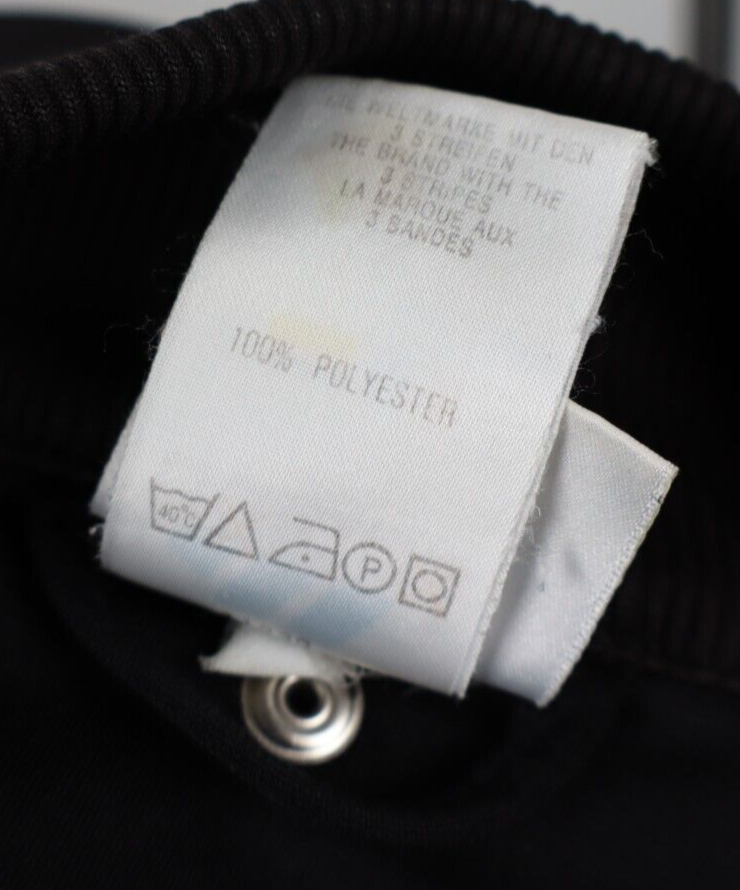 DIE WELTMARKE MIT DEN
3 STREIFEN
THE BRAND WITH THE
3 STRIPES
LA MARQUE AUX
3 BANDES
100% POLYESTER
40°C
P